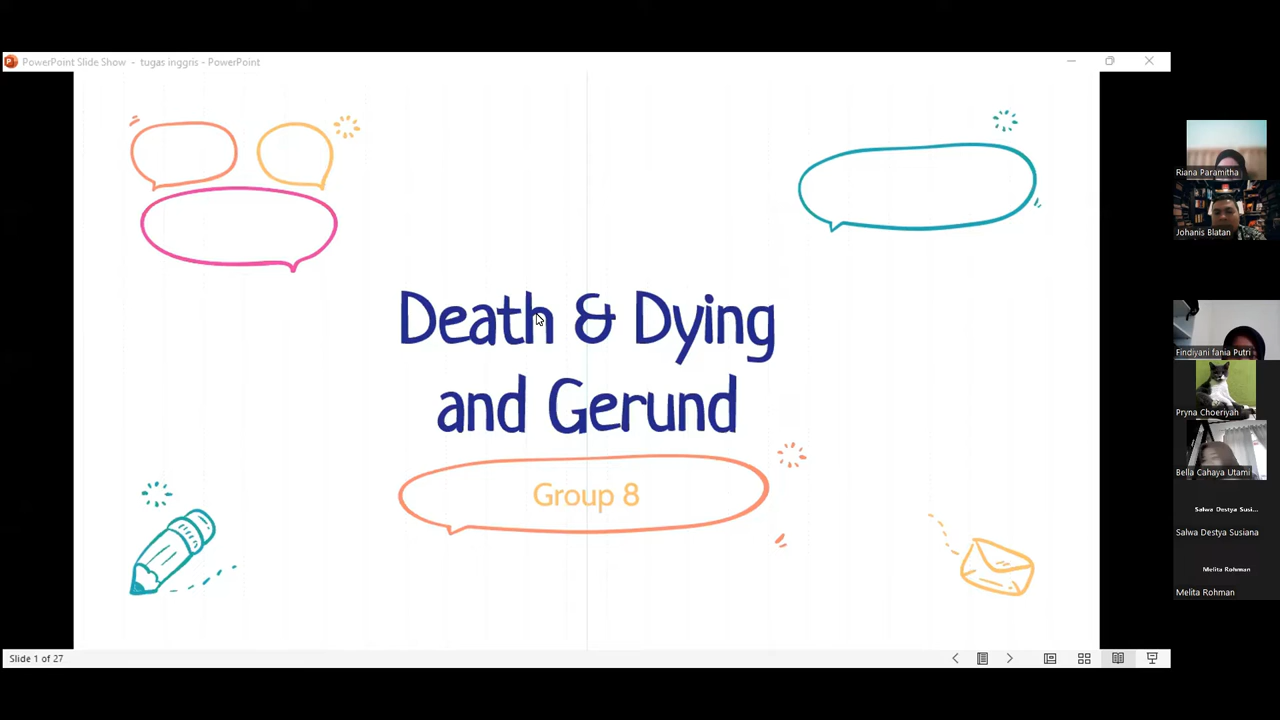 PowerPoint Slide Show - tugas inggris - PowerPoint
Death & Dying
and Gerund
Group 8
Slide 1 of 27
Riana Paramitha
Johanis Blatan
Findiyani fania Putri
Pryna Choeriyah
Bella Cahaya Utami
Salwa Destya Susi...
Salwa Destya Susiana
Melita Rohman
Melita Rohman